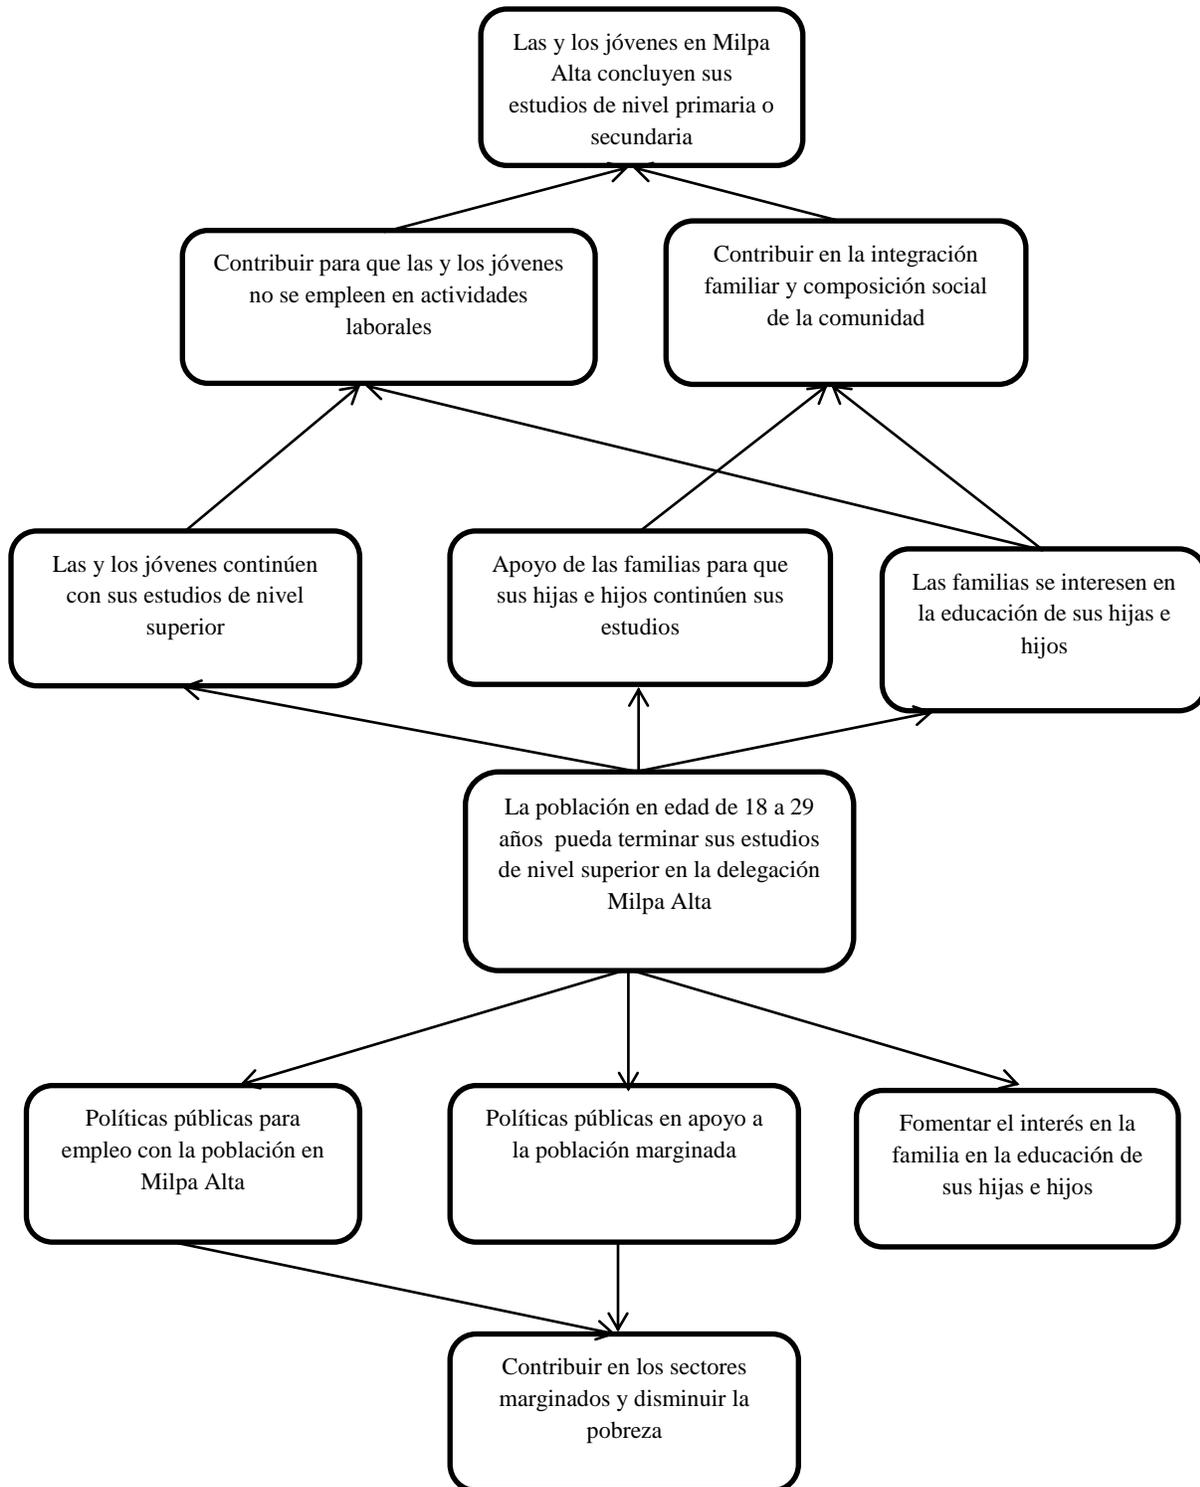 Las y los jóvenes en Milpa
Alta concluyen sus
estudios de nivel primaria o
secundaria
Contribuir para que las y los jóvenes
no se empleen en actividades
laborales
Contribuir en la integración
familiar y composición social
de la comunidad
Las y los jóvenes continúen
con sus estudios de nivel
superior
Apoyo de las familias para que
sus hijas e hijos continúen sus
estudios
Las familias se interesen en
la educación de sus hijas e
hijos
La población en edad de 18 a 29
años  pueda terminar sus estudios
de nivel superior en la delegación
Milpa Alta
Políticas públicas para
empleo con la población en
Milpa Alta
Políticas públicas en apoyo a
la población marginada
Fomentar el interés en la
familia en la educación de
sus hijas e hijos
Contribuir en los sectores
marginados y disminuir la
pobreza